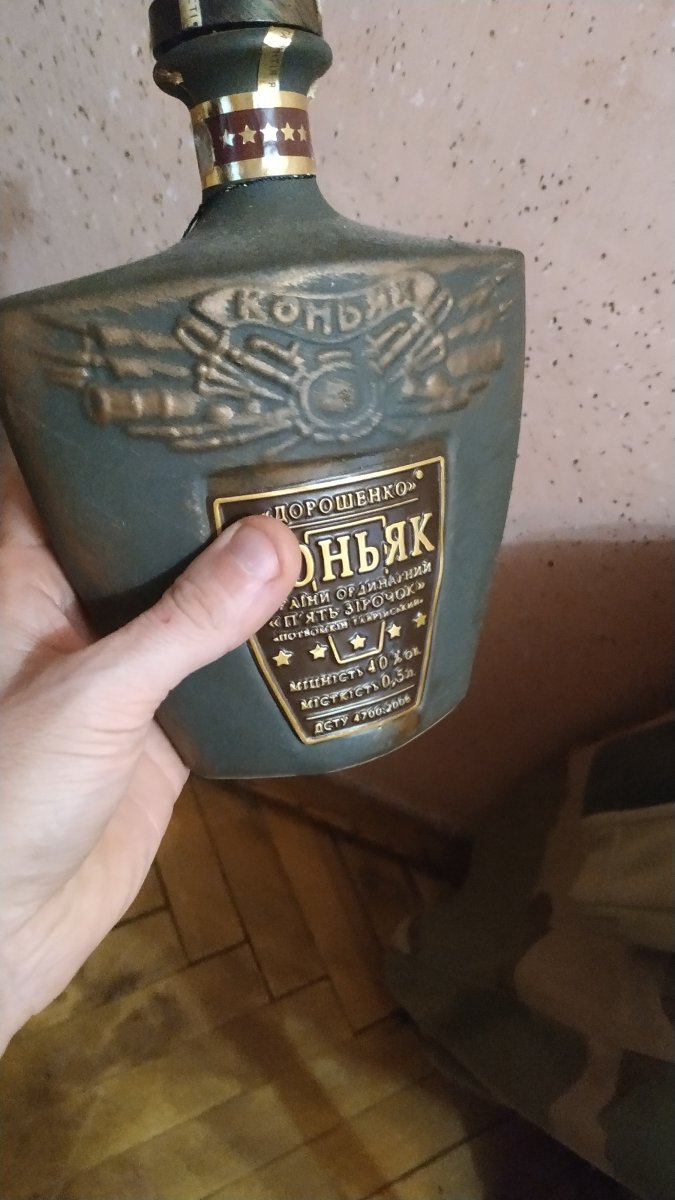 КОНЬЯК
«ДОРОШЕНКО»
ОНЬЯК
РАЇНИ ОРДИНАРНИЙ
«П'ЯТЬ ЗІРОЧОК»
МІЦНІСТЬ 40 % об.
МІСТКІСТЬ 0,5 л.
ДСТУ 4700:2006